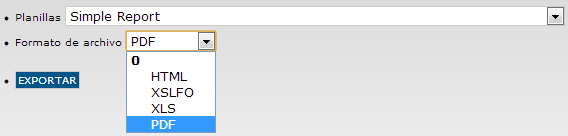 Planillas Simple Report
Formato de archivo PDF
0
HTML
XSLFO
XLS
PDF
EXPORTAR